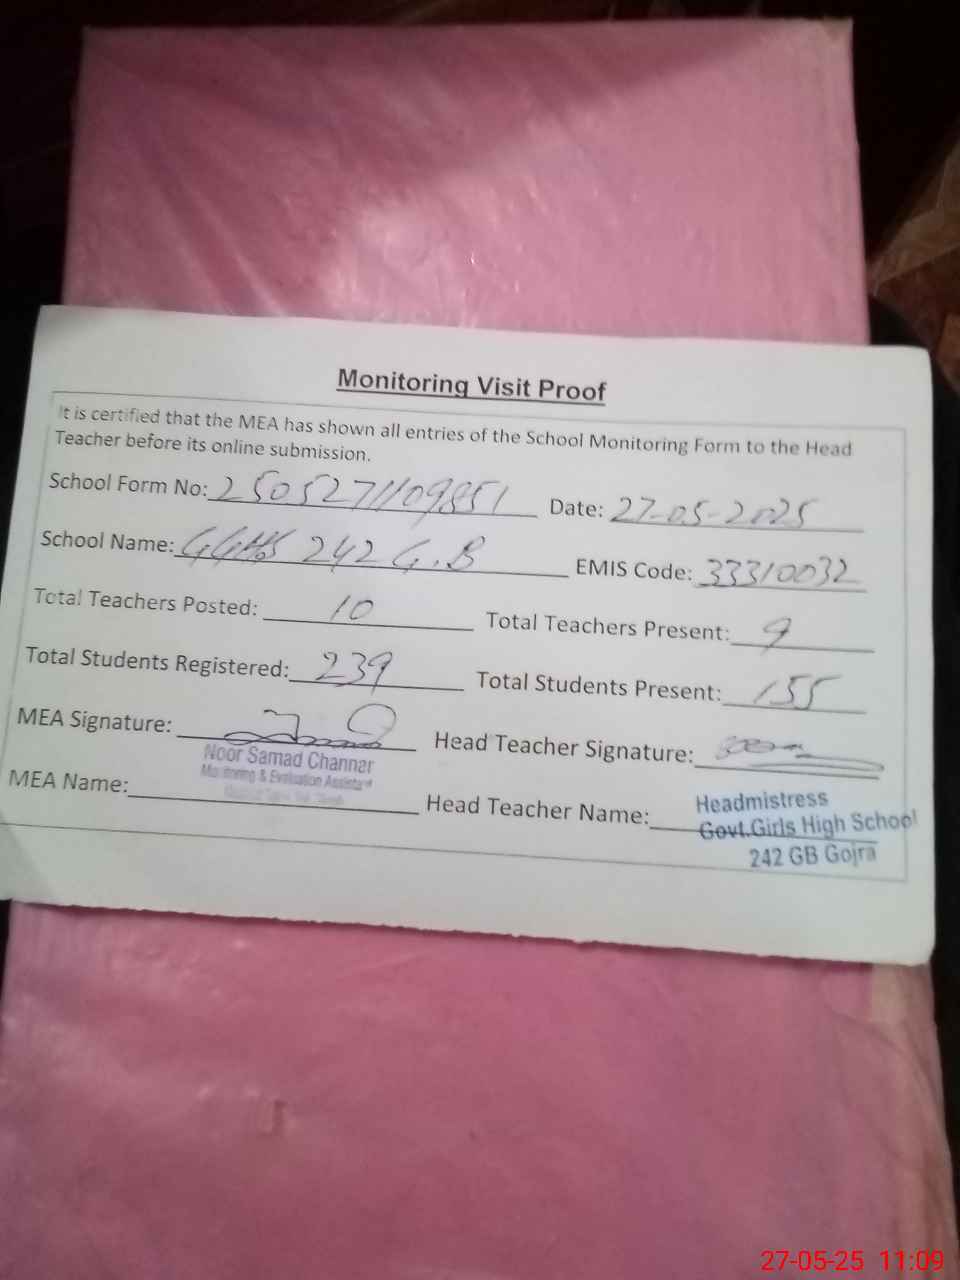 Monitoring Visit Proof
It is certified that the MEA has shown all entries of the School Monitoring Form to the Head
Teacher before its online submission.
School Form No: 2505271109851 Date: 27-05-2025
School Name: GGHS 242 G.B EMIS Code: 33310032
Total Teachers Posted: 10 Total Teachers Present: 9
Total Students Registered: 239 Total Students Present: 155
MEA Signature: Head Teacher Signature:
Noor Samad Channar
Monitoring & Evaluation Assistant
MEA Name: Head Teacher Name:
Headmistress
Govt.Girls High School
242 GB Gojra
27-05-25 11:09